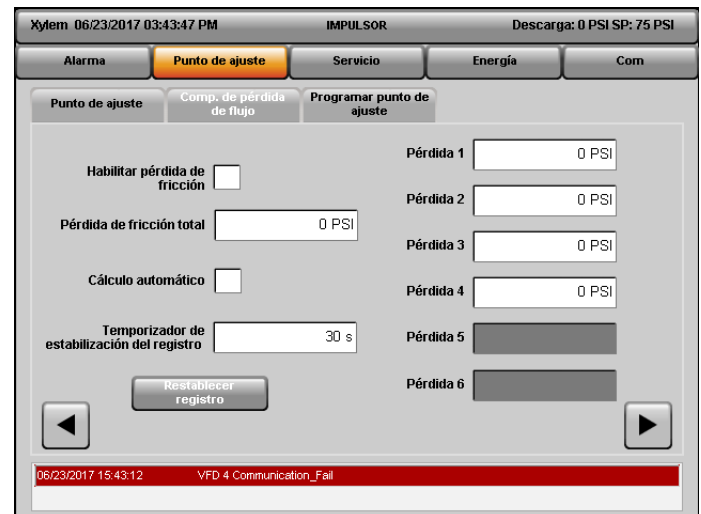 Xylem 06/23/2017 03:43:47 PM IMPULSOR Descarga: 0 PSI SP: 75 PSI
Alarma Punto de ajuste Servicio Energía Com
Punto de ajuste
Comp. de pérdida
de flujo
Programar punto de
ajuste
Habilitar pérdida de
fricción
Pérdida de fricción total 0 PSI
Cálculo automático
Temporizador de
estabilización del registro 30 s
Restablecer
registro
Pérdida 1 0 PSI
Pérdida 2 0 PSI
Pérdida 3 0 PSI
Pérdida 4 0 PSI
Pérdida 5
Pérdida 6
06/23/2017 15:43:12 VFD 4 Communication_Fail